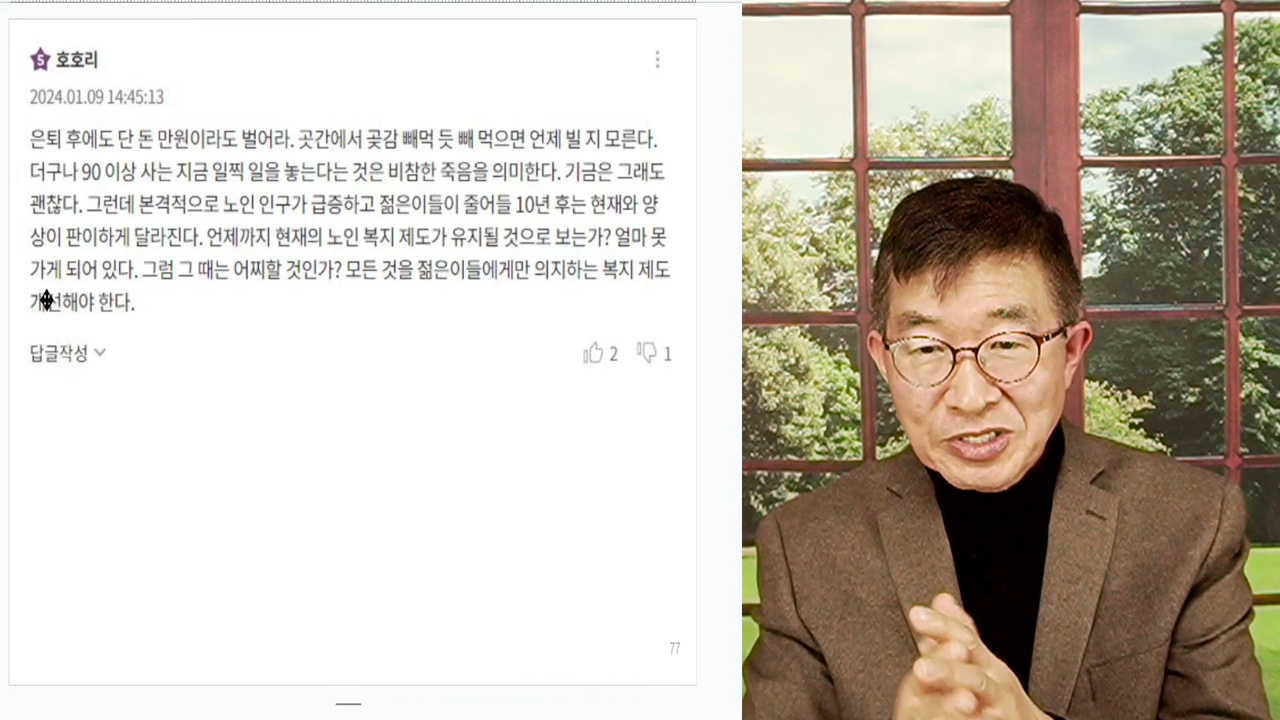 5 호호리
2024.01.09 14:45:13
은퇴 후에도 단 돈 만원이라도 벌어라. 곳간에서 곶감 빼먹 듯 빼 먹으면 언제 빌 지 모른다.
더구나 90 이상 사는 지금 일찍 일을 놓는다는 것은 비참한 죽음을 의미한다. 기금은 그래도
괜찮다. 그런데 본격적으로 노인 인구가 급증하고 젊은이들이 줄어들 10년 후는 현재와 양
상이 판이하게 달라진다. 언제까지 현재의 노인 복지 제도가 유지될 것으로 보는가? 얼마 못
가게 되어 있다. 그럼 그 때는 어찌할 것인가? 모든 것을 젊은이들에게만 의지하는 복지 제도
개선해야 한다.
답글작성 2 1
77